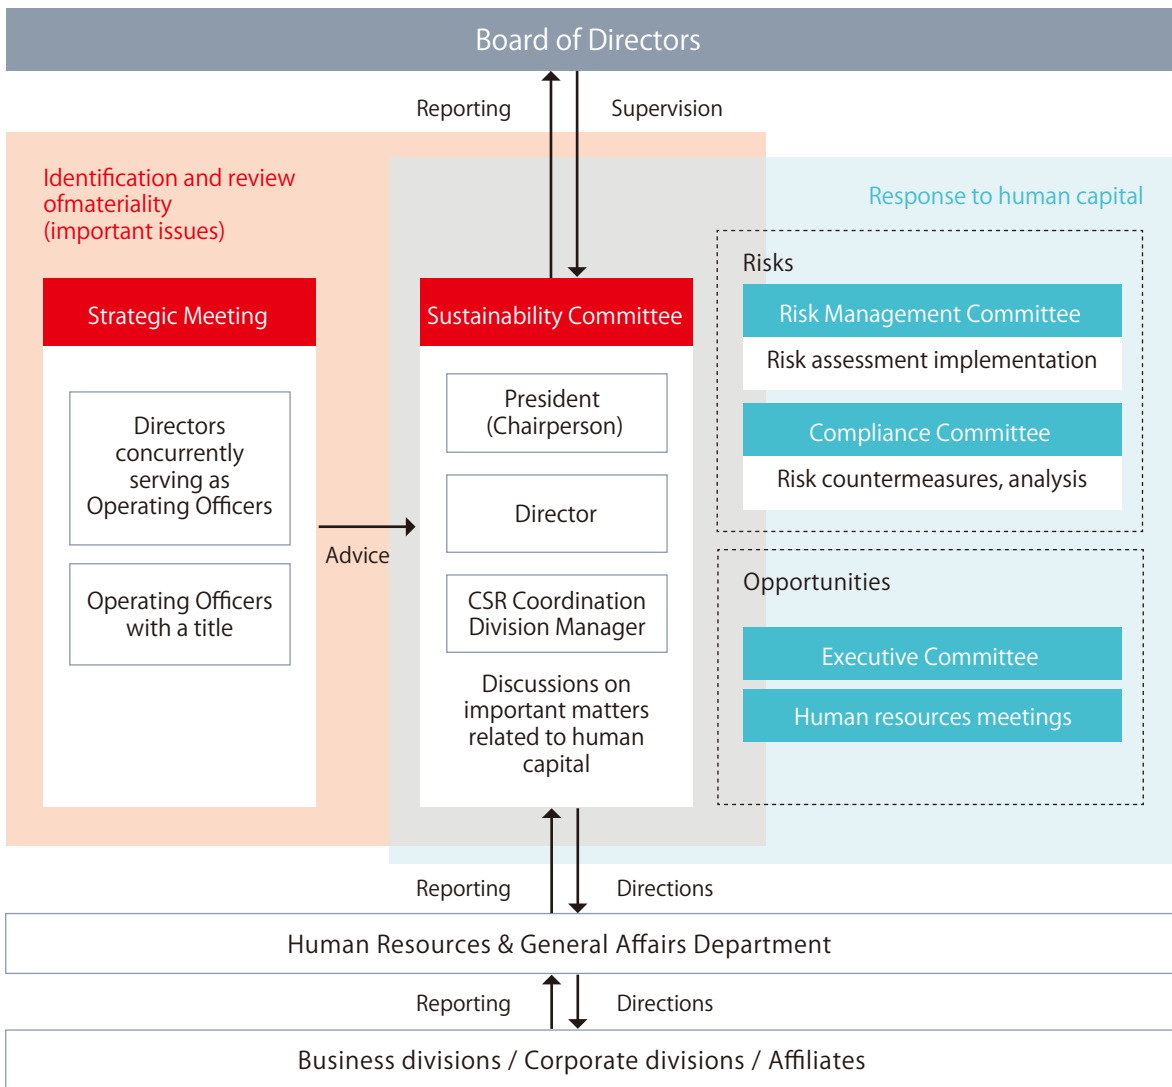 Board of Directors
Reporting
Supervision
Identification and review
ofmateriality
(important issues)
Response to human capital
Strategic Meeting
Directors
concurrently
serving as
Operating Officers
Operating Officers
with a title
Advice
Sustainability Committee
President
(Chairperson)
Director
CSR Coordination
Division Manager
Discussions on
important matters
related to human
capital
Risks
Risk Management Committee
Risk assessment implementation
Compliance Committee
Risk countermeasures, analysis
Opportunities
Executive Committee
Human resources meetings
Reporting
Directions
Human Resources & General Affairs Department
Reporting
Directions
Business divisions / Corporate divisions / Affiliates